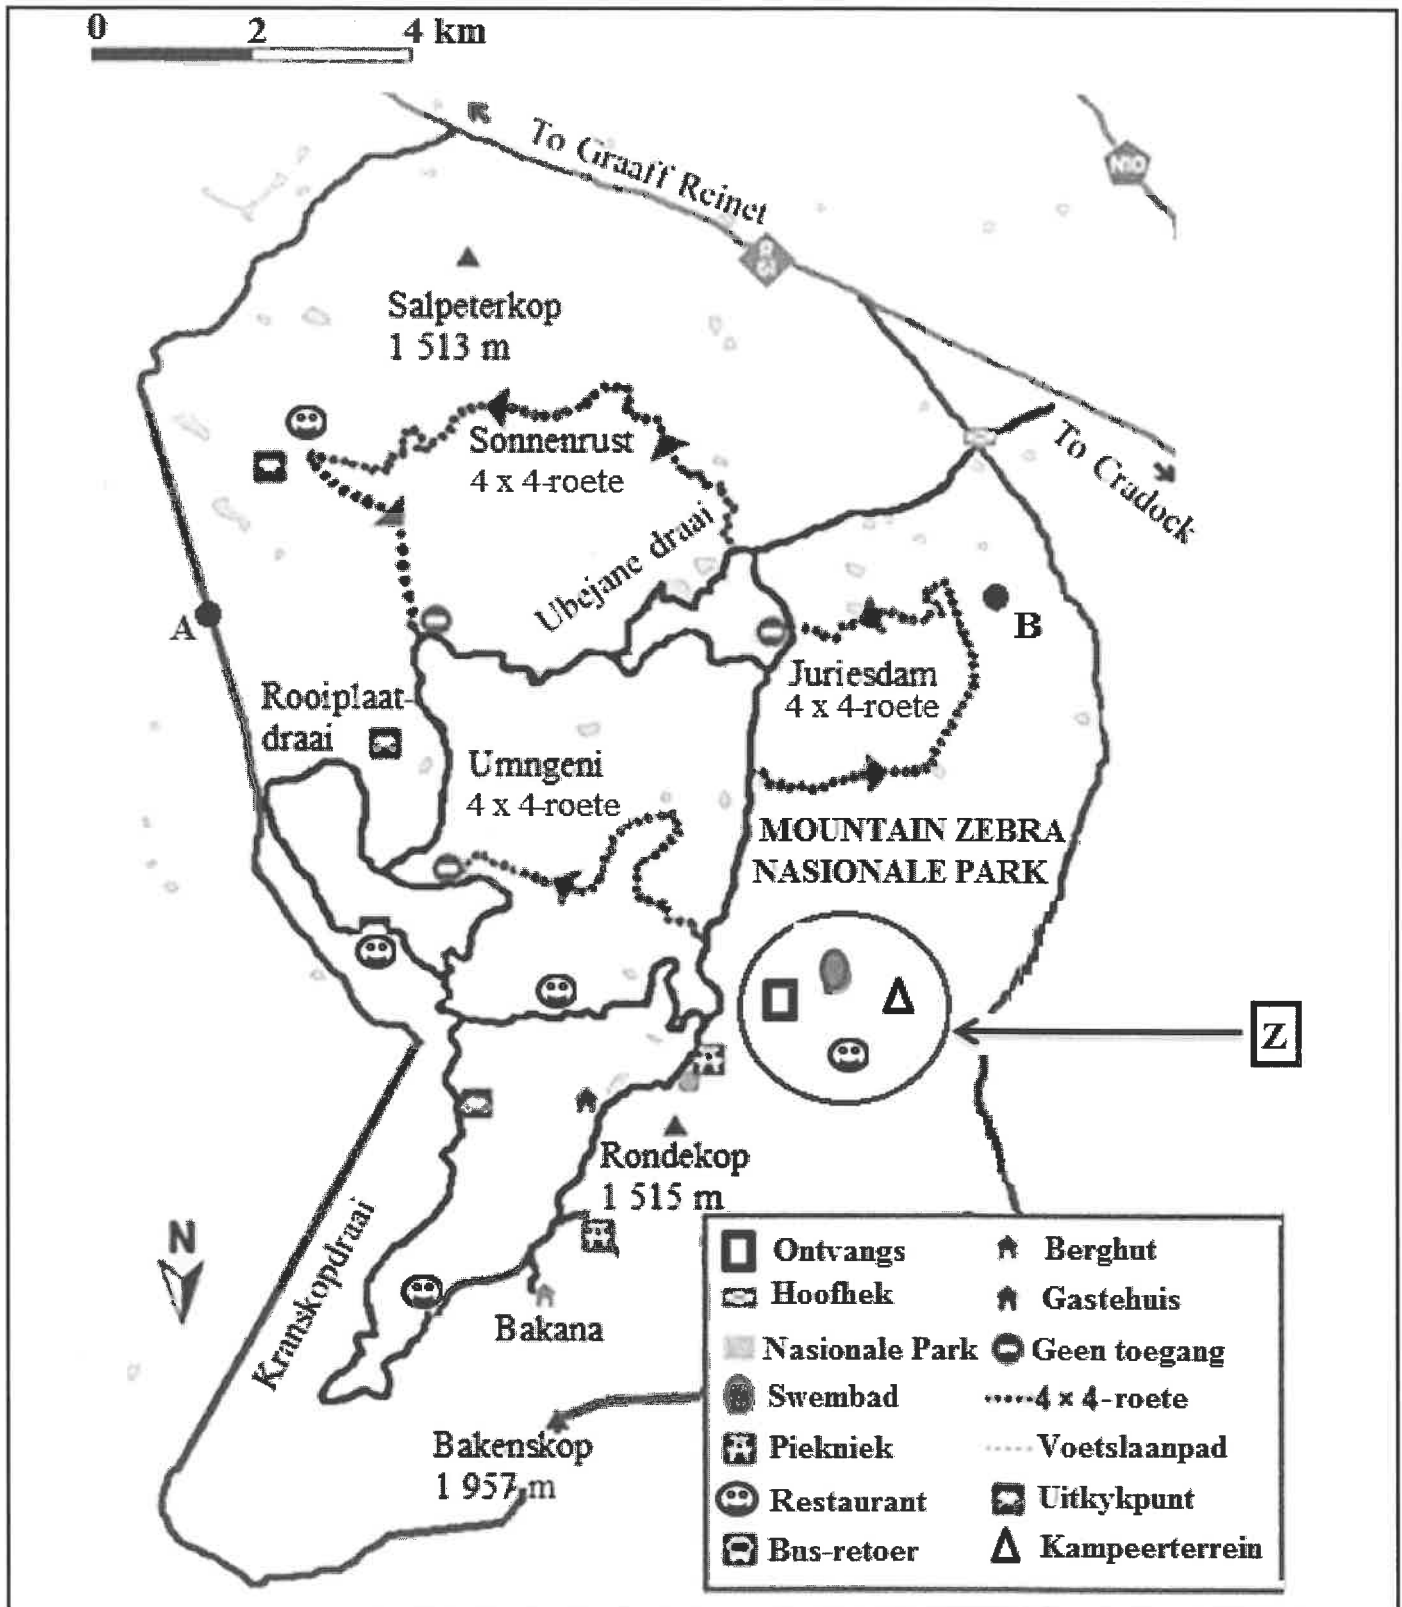 0 2 4 km
To Graaff Reinet
N10
Salpeterkop
1 513 m
Sonnenrust
4 x 4-roete
To Cradock
Ubejane draai
A
B
Juriesdam
4 x 4-roete
Rooiplaat-
draai
Umngeni
4 x 4-roete
MOUNTAIN ZEBRA
NASIONALE PARK
Z
Rondekop
1 515 m
N
Kranskopdraai
Bakana
Bakenskop
1 957 m
Ontvangs
Hoofhek
Nasionale Park
Swembad
Piekniek
Restaurant
Bus-retoer
Berghut
Gastehuis
Geen toegang
4 × 4-roete
Voetslaanpad
Uitkykpunt
Kampeerterrein